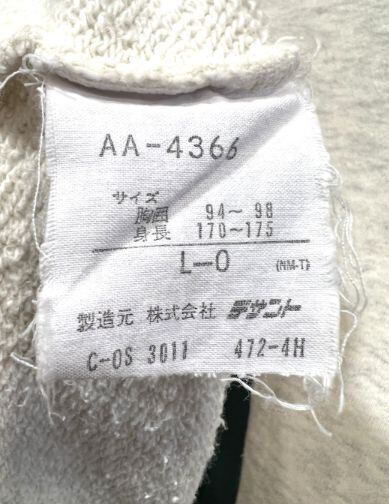 AA-4366
サイズ
胸囲 94~98
身長 170~175
L-O (NM-T)
製造元 株式会社 デサント
C-OS 3011 472-4H